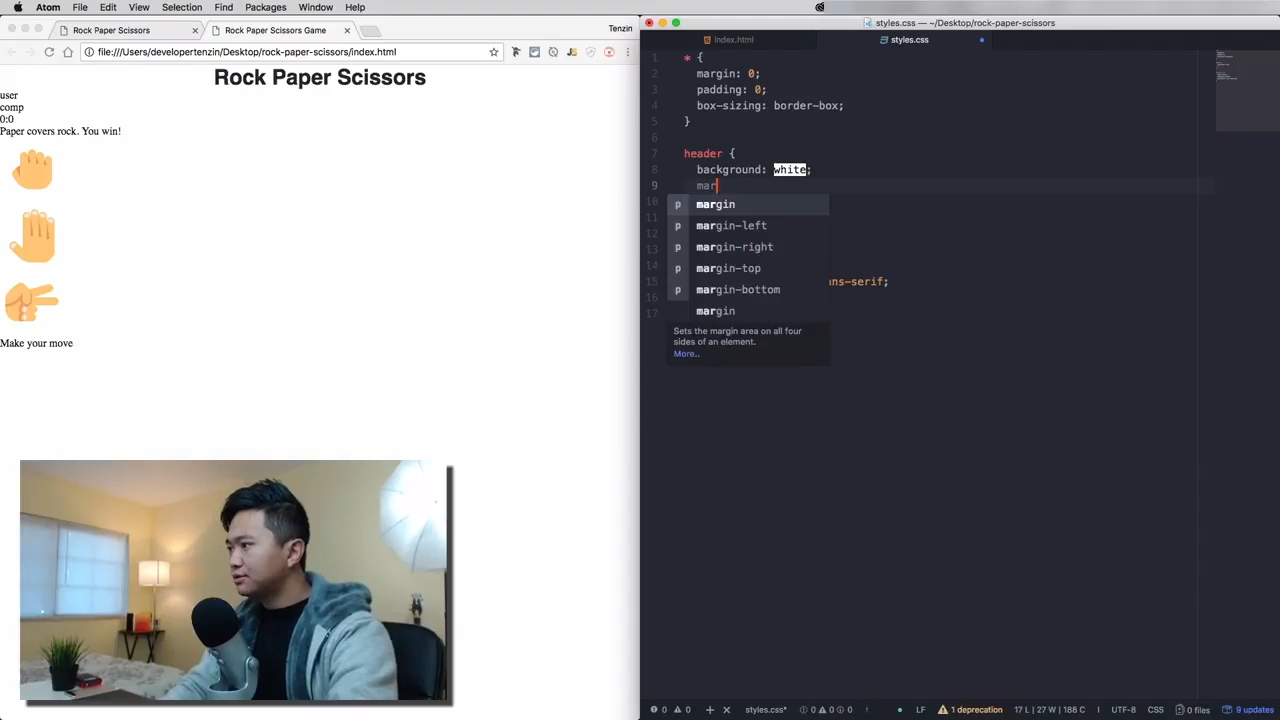 Atom File Edit View Selection Find Packages Window Help
Rock Paper Scissors
Rock Paper Scissors Game
Tenzin
file:///Users/developertenzin/Desktop/rock-paper-scissors/index.html
Rock Paper Scissors
user
comp
0:0
Paper covers rock. You win!
Make your move
styles.css — ~/Desktop/rock-paper-scissors
index.html
styles.css
1 * {
2 margin: 0;
3 padding: 0;
4 box-sizing: border-box;
5 }
6
7 header {
8 background: white;
9 mar
10
11
12
13
14
15 ns-serif;
16
17
p margin
p margin-left
p margin-right
p margin-top
p margin-bottom
margin
Sets the margin area on all four
sides of an element.
More..
0 0 styles.css* 0 0 0 LF 1 deprecation 17 L | 27 W | 188 C UTF-8 CSS 0 files 9 updates